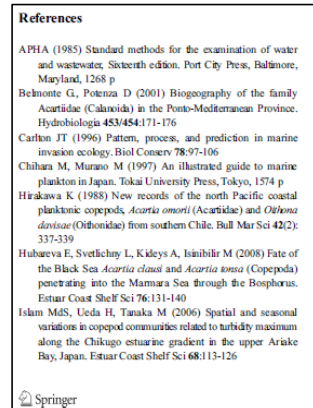 References
APHA (1985) Standard methods for the examination of water
and wastewater, Sixteenth edition. Port City Press, Baltimore,
Maryland, 1268 p
Belmonte G., Potenza D (2001) Biogeography of the family
Acartiidae (Calanoida) in the Ponto-Mediterranean Province.
Hydrobiologia 453/454:171-176
Carlton JT (1996) Pattern, process, and prediction in marine
invasion ecology. Biol Conserv 78:97-106
Chihara M, Murano M (1997) An illustrated guide to marine
plankton in Japan. Tokai University Press, Tokyo, 1574 p
Hirakawa K (1988) New records of the north Pacific coastal
planktonic copepods, Acartia omorii (Acartiidae) and Oithona
davisae (Oithonidae) from southern Chile. Bull Mar Sci 42(2):
337-339
Hubareva E, Svetlichny L, Kideys A, Isinibilir M (2008) Fate of
the Black Sea Acartia clausi and Acartia tonsa (Copepoda)
penetrating into the Marmara Sea through the Bosphorus.
Estuar Coast Shelf Sci 76:131-140
Islam MdS, Ueda H, Tanaka M (2006) Spatial and seasonal
variations in copepod communities related to turbidity maximum
along the Chikugo estuarine gradient in the upper Ariake
Bay, Japan. Estuar Coast Shelf Sci 68:113-126
Springer